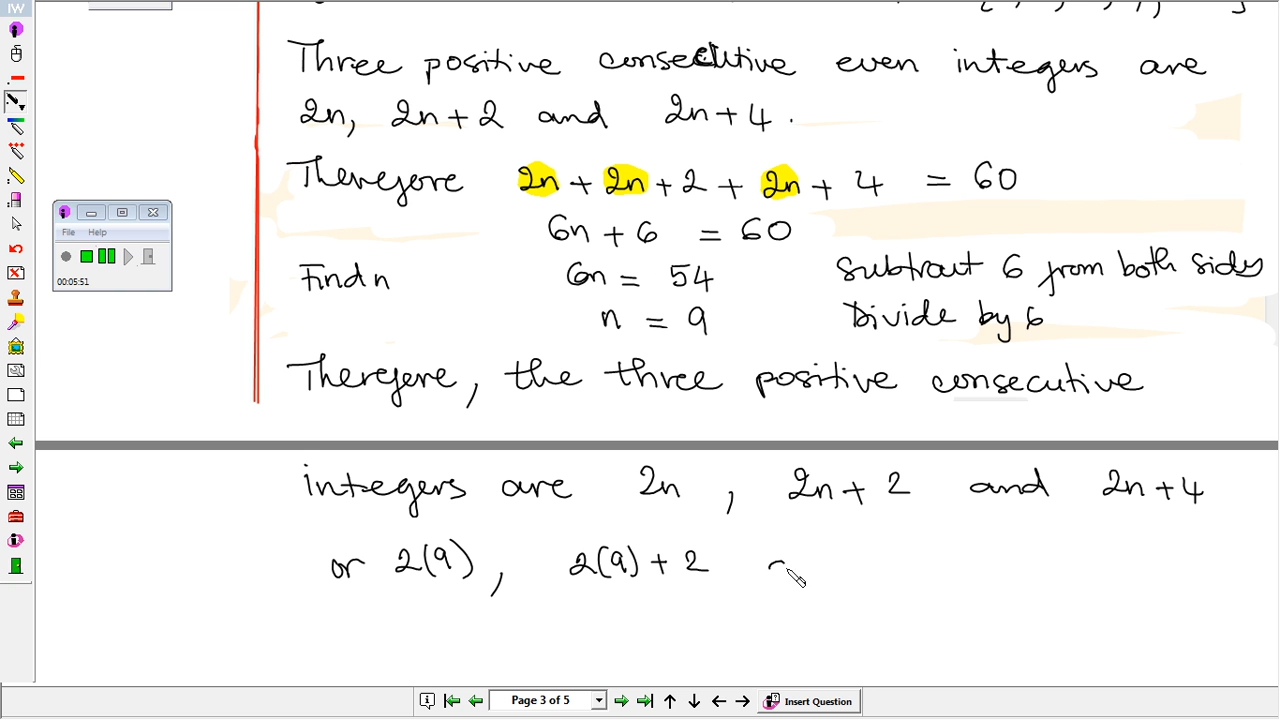 IW
Three positive consecutive even integers are
2n, 2n + 2 and 2n + 4 .
Therefore 2n + 2n + 2 + 2n + 4 = 60
6n + 6 = 60
File Help
00:05:51
Find n 6n = 54 Subtract 6 from both sides
n = 9 Divide by 6
Therefore, the three positive consecutive
integers are 2n , 2n + 2 and 2n + 4
or 2(9) , 2(9) + 2
Page 3 of 5 Insert Question